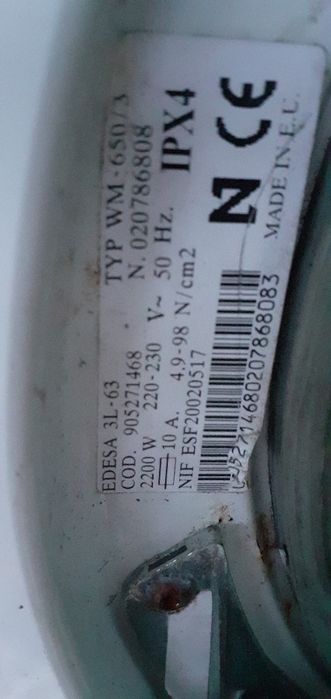 EDESA 3L-63 TYP WM-650/3
COD. 905271468 N. 020786808
2200 W 220-230 V~ 50 Hz. IPX4
10 A. 4,9-98 N/cm2
NIF ESF20020517
N CE
MADE IN E.U.